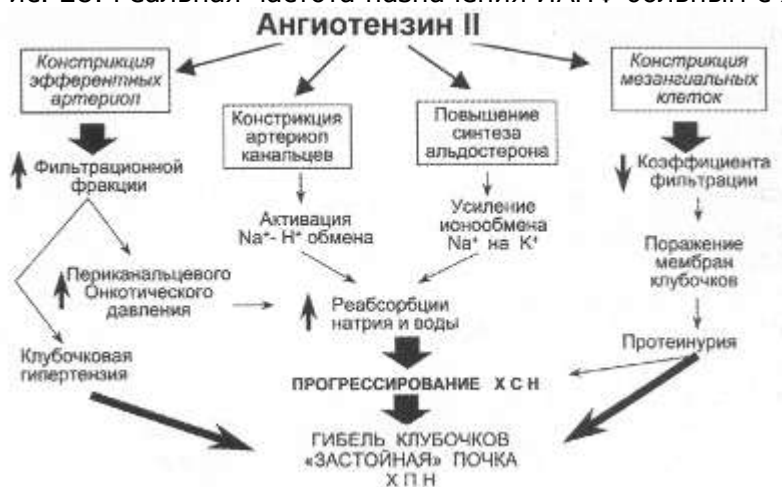 Ангиотензин II
Конструкция
эфферентных
артериол
Констрикция
артериол
канальцев
Повышение
синтеза
альдостерона
Констрикция
мезангиальных
клеток
Фильтрационной
фракции
Активация
Na⁺- H⁺ обмена
Усиление
ионообмена
Na⁺ на K⁺
Коэффициента
фильтрации
Периканальцевого
Онкотического
давления
Реабсорбции
натрия и воды
Поражение
мембран
клубочков
Клубочковая
гипертензия
Протеинурия
ПРОГРЕССИРОВАНИЕ Х С Н
ГИБЕЛЬ КЛУБОЧКОВ
«ЗАСТОЙНАЯ» ПОЧКА
Х П Н